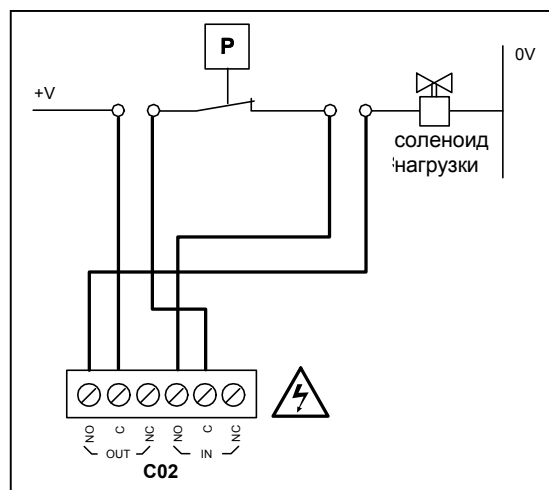 P
+V
0V
соленоид
нагрузки
NO C NC NO C NC
OUT IN
C02